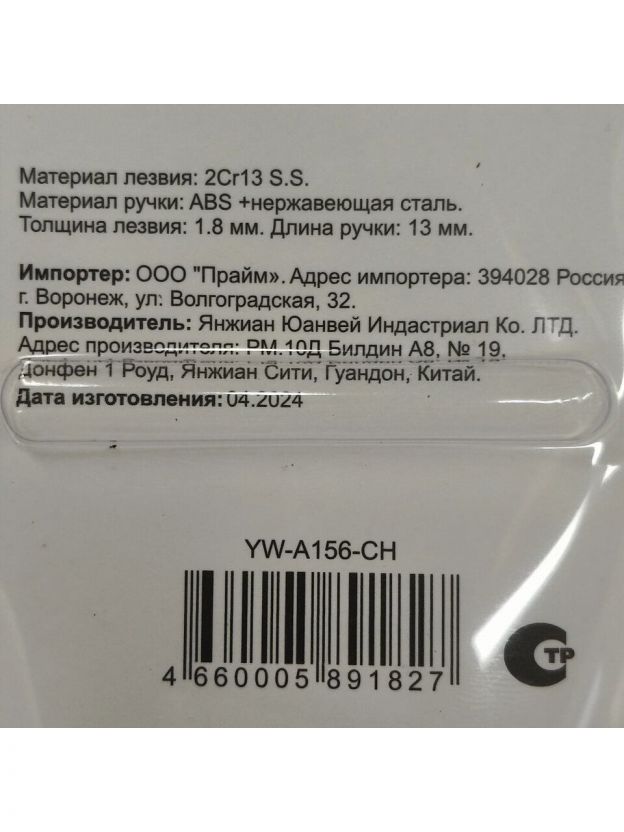 Материал лезвия: 2Cr13 S.S.
Материал ручки: ABS +нержавеющая сталь.
Толщина лезвия: 1.8 мм. Длина ручки: 13 мм.
Импортер: ООО "Прайм». Адрес импортера: 394028 Россия
г. Воронеж, ул: Волгоградская, 32.
Производитель: Янжиан Юанвей Индастриал Ко. ЛТД.
Адрес производителя: РМ.10Д Билдин А8, № 19,
Донфен 1 Роуд, Янжиан Сити, Гуандон, Китай.
Дата изготовления: 04.2024
YW-A156-CH
4 660005 891827
СТР